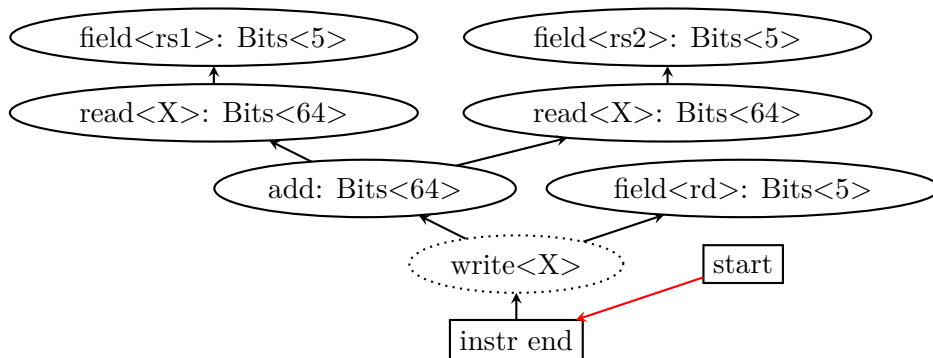 field<rs1>: Bits<5>
field<rs2>: Bits<5>
read<X>: Bits<64>
read<X>: Bits<64>
add: Bits<64>
field<rd>: Bits<5>
write<X>
start
instr end